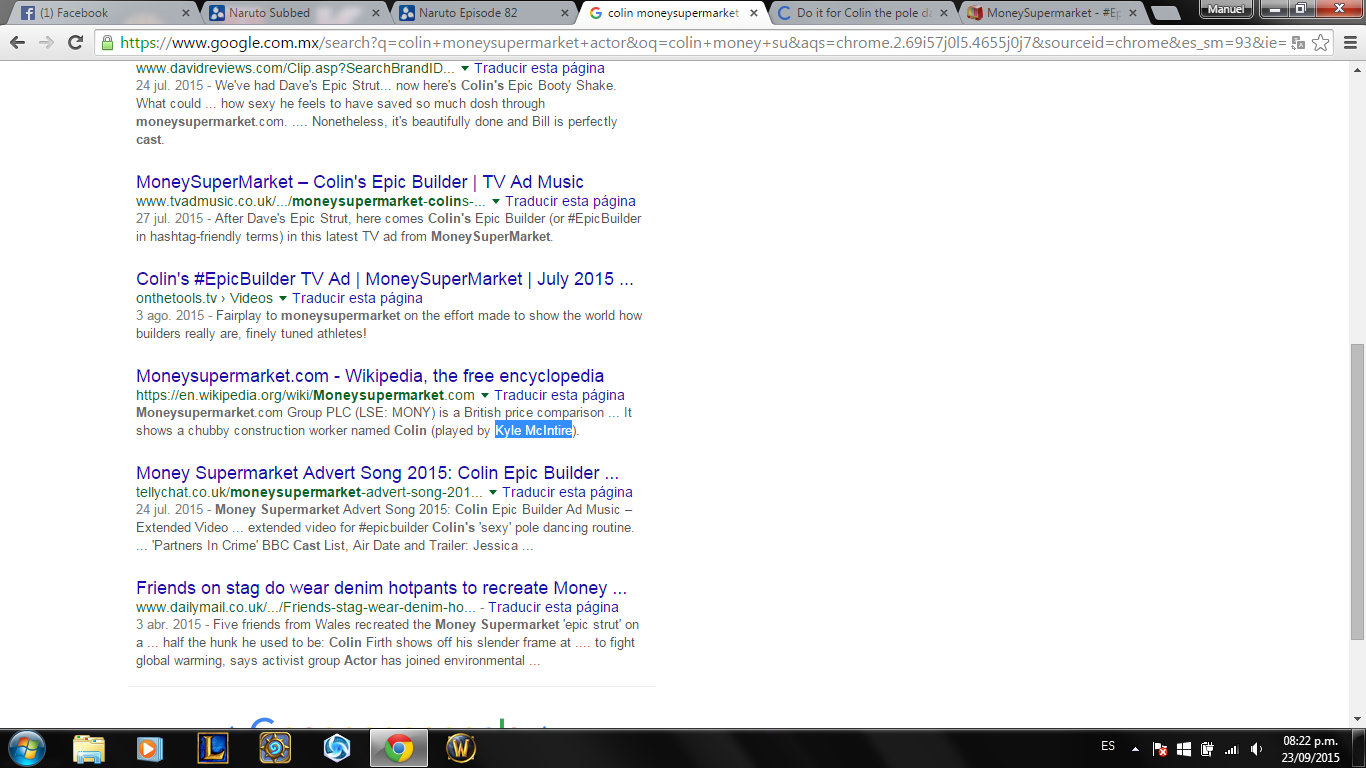 (1) Facebook
Naruto Subbed
Naruto Episode 82
colin moneysupermarket
Do it for Colin the pole d
MoneySupermarket - #Ep
Manuel
https://www.google.com.mx/search?q=colin+moneysupermarket+actor&oq=colin+money+su&aqs=chrome.2.69i57j0l5.4655j0j7&sourceid=chrome&es_sm=93&ie=
www.davidreviews.com/Clip.asp?SearchBrandID... Traducir esta página
24 jul. 2015 - We've had Dave's Epic Strut... now here's Colin's Epic Booty Shake.
What could ... how sexy he feels to have saved so much dosh through
moneysupermarket.com. .... Nonetheless, it's beautifully done and Bill is perfectly
cast.
MoneySuperMarket – Colin's Epic Builder | TV Ad Music
www.tvadmusic.co.uk/.../moneysupermarket-colins-... Traducir esta página
27 jul. 2015 - After Dave's Epic Strut, here comes Colin's Epic Builder (or #EpicBuilder
in hashtag-friendly terms) in this latest TV ad from MoneySuperMarket.
Colin's #EpicBuilder TV Ad | MoneySuperMarket | July 2015 ...
onthetools.tv › Videos Traducir esta página
3 ago. 2015 - Fairplay to moneysupermarket on the effort made to show the world how
builders really are, finely tuned athletes!
Moneysupermarket.com - Wikipedia, the free encyclopedia
https://en.wikipedia.org/wiki/Moneysupermarket.com Traducir esta página
Moneysupermarket.com Group PLC (LSE: MONY) is a British price comparison ... It
shows a chubby construction worker named Colin (played by Kyle McIntire).
Money Supermarket Advert Song 2015: Colin Epic Builder ...
tellychat.co.uk/moneysupermarket-advert-song-201... Traducir esta página
24 jul. 2015 - Money Supermarket Advert Song 2015: Colin Epic Builder Ad Music –
Extended Video ... extended video for #epicbuilder Colin's 'sexy' pole dancing routine.
... 'Partners In Crime' BBC Cast List, Air Date and Trailer: Jessica ...
Friends on stag do wear denim hotpants to recreate Money ...
www.dailymail.co.uk/.../Friends-stag-wear-denim-ho... - Traducir esta página
3 abr. 2015 - Five friends from Wales recreated the Money Supermarket 'epic strut' on
a ... half the hunk he used to be: Colin Firth shows off his slender frame at .... to fight
global warming, says activist group Actor has joined environmental ...
ES
08:22 p.m.
23/09/2015